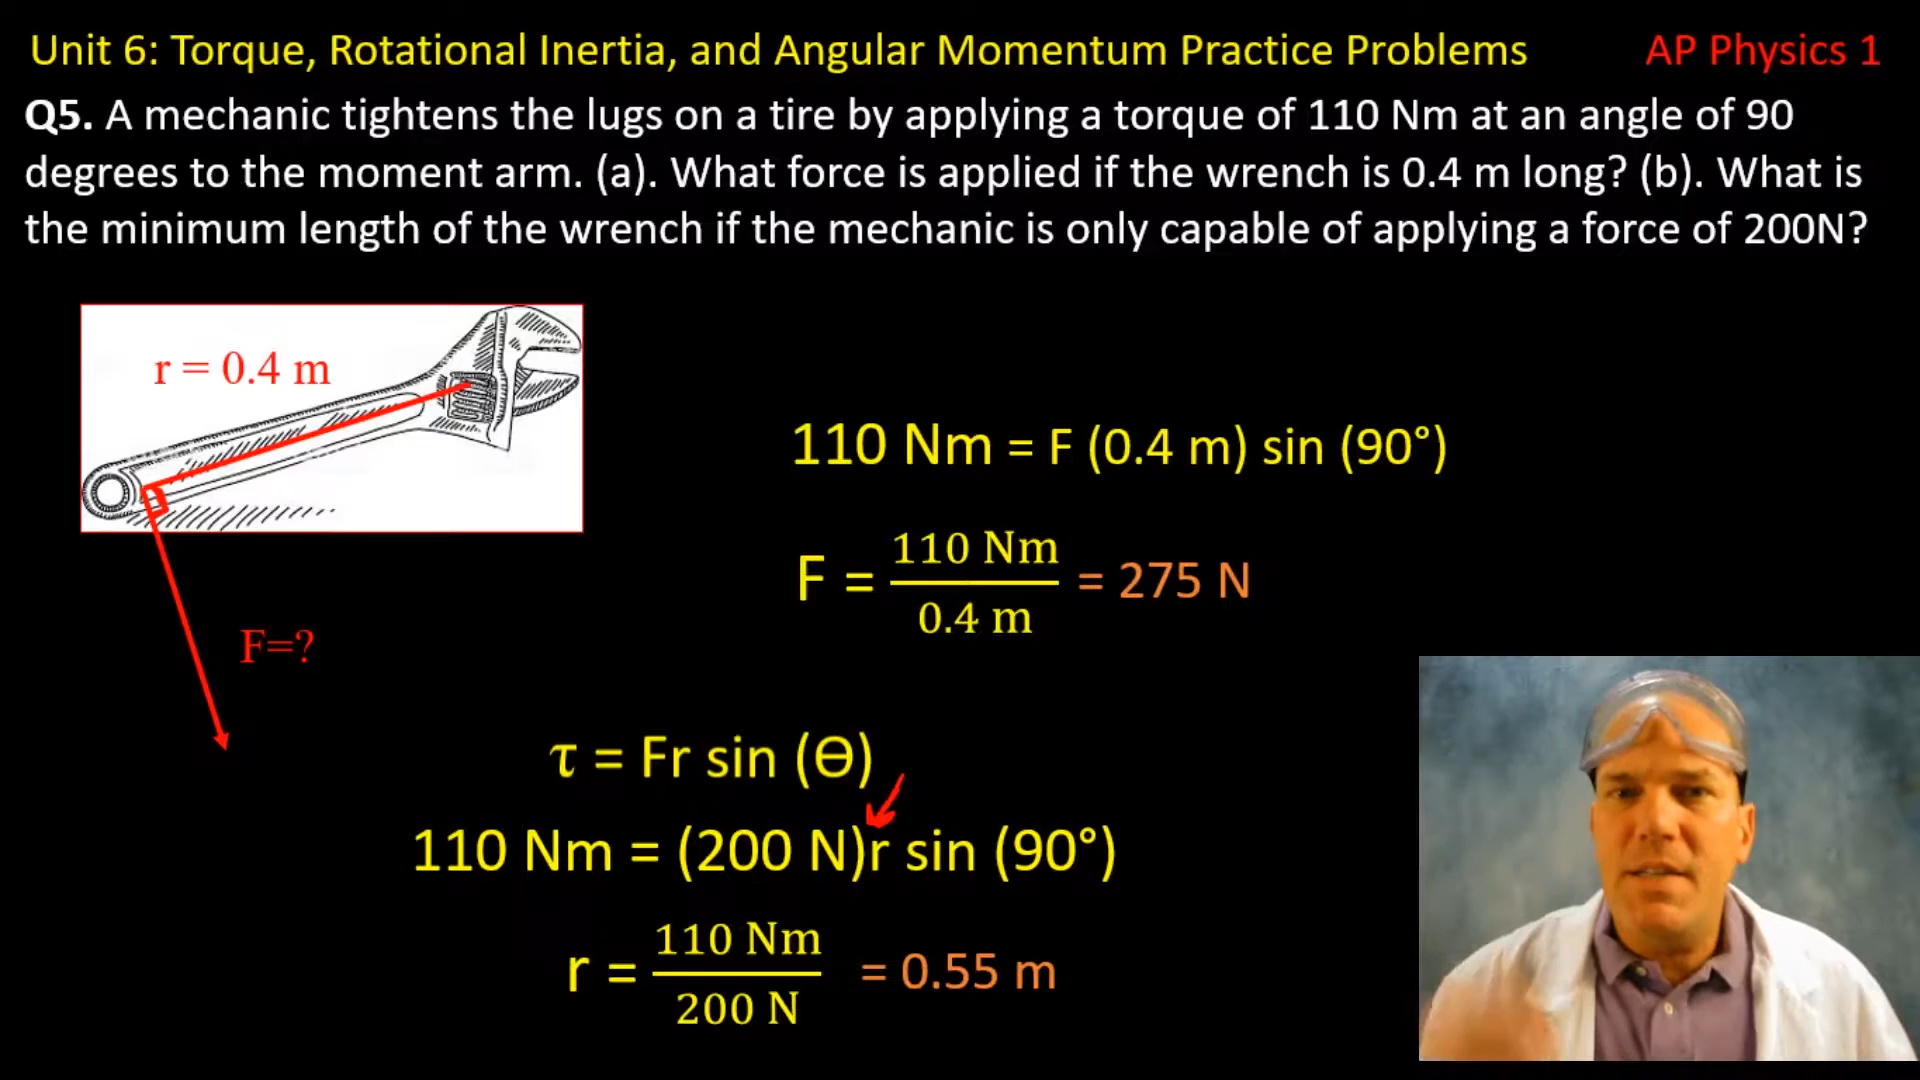 Unit 6: Torque, Rotational Inertia, and Angular Momentum Practice Problems AP Physics 1
Q5. A mechanic tightens the lugs on a tire by applying a torque of 110 Nm at an angle of 90
degrees to the moment arm. (a). What force is applied if the wrench is 0.4 m long? (b). What is
the minimum length of the wrench if the mechanic is only capable of applying a force of 200N?
r = 0.4 m
110 Nm = F (0.4 m) sin (90°)
F = 110 Nm / 0.4 m = 275 N
F=?
τ = Fr sin (Θ)
110 Nm = (200 N)r sin (90°)
r = 110 Nm / 200 N = 0.55 m